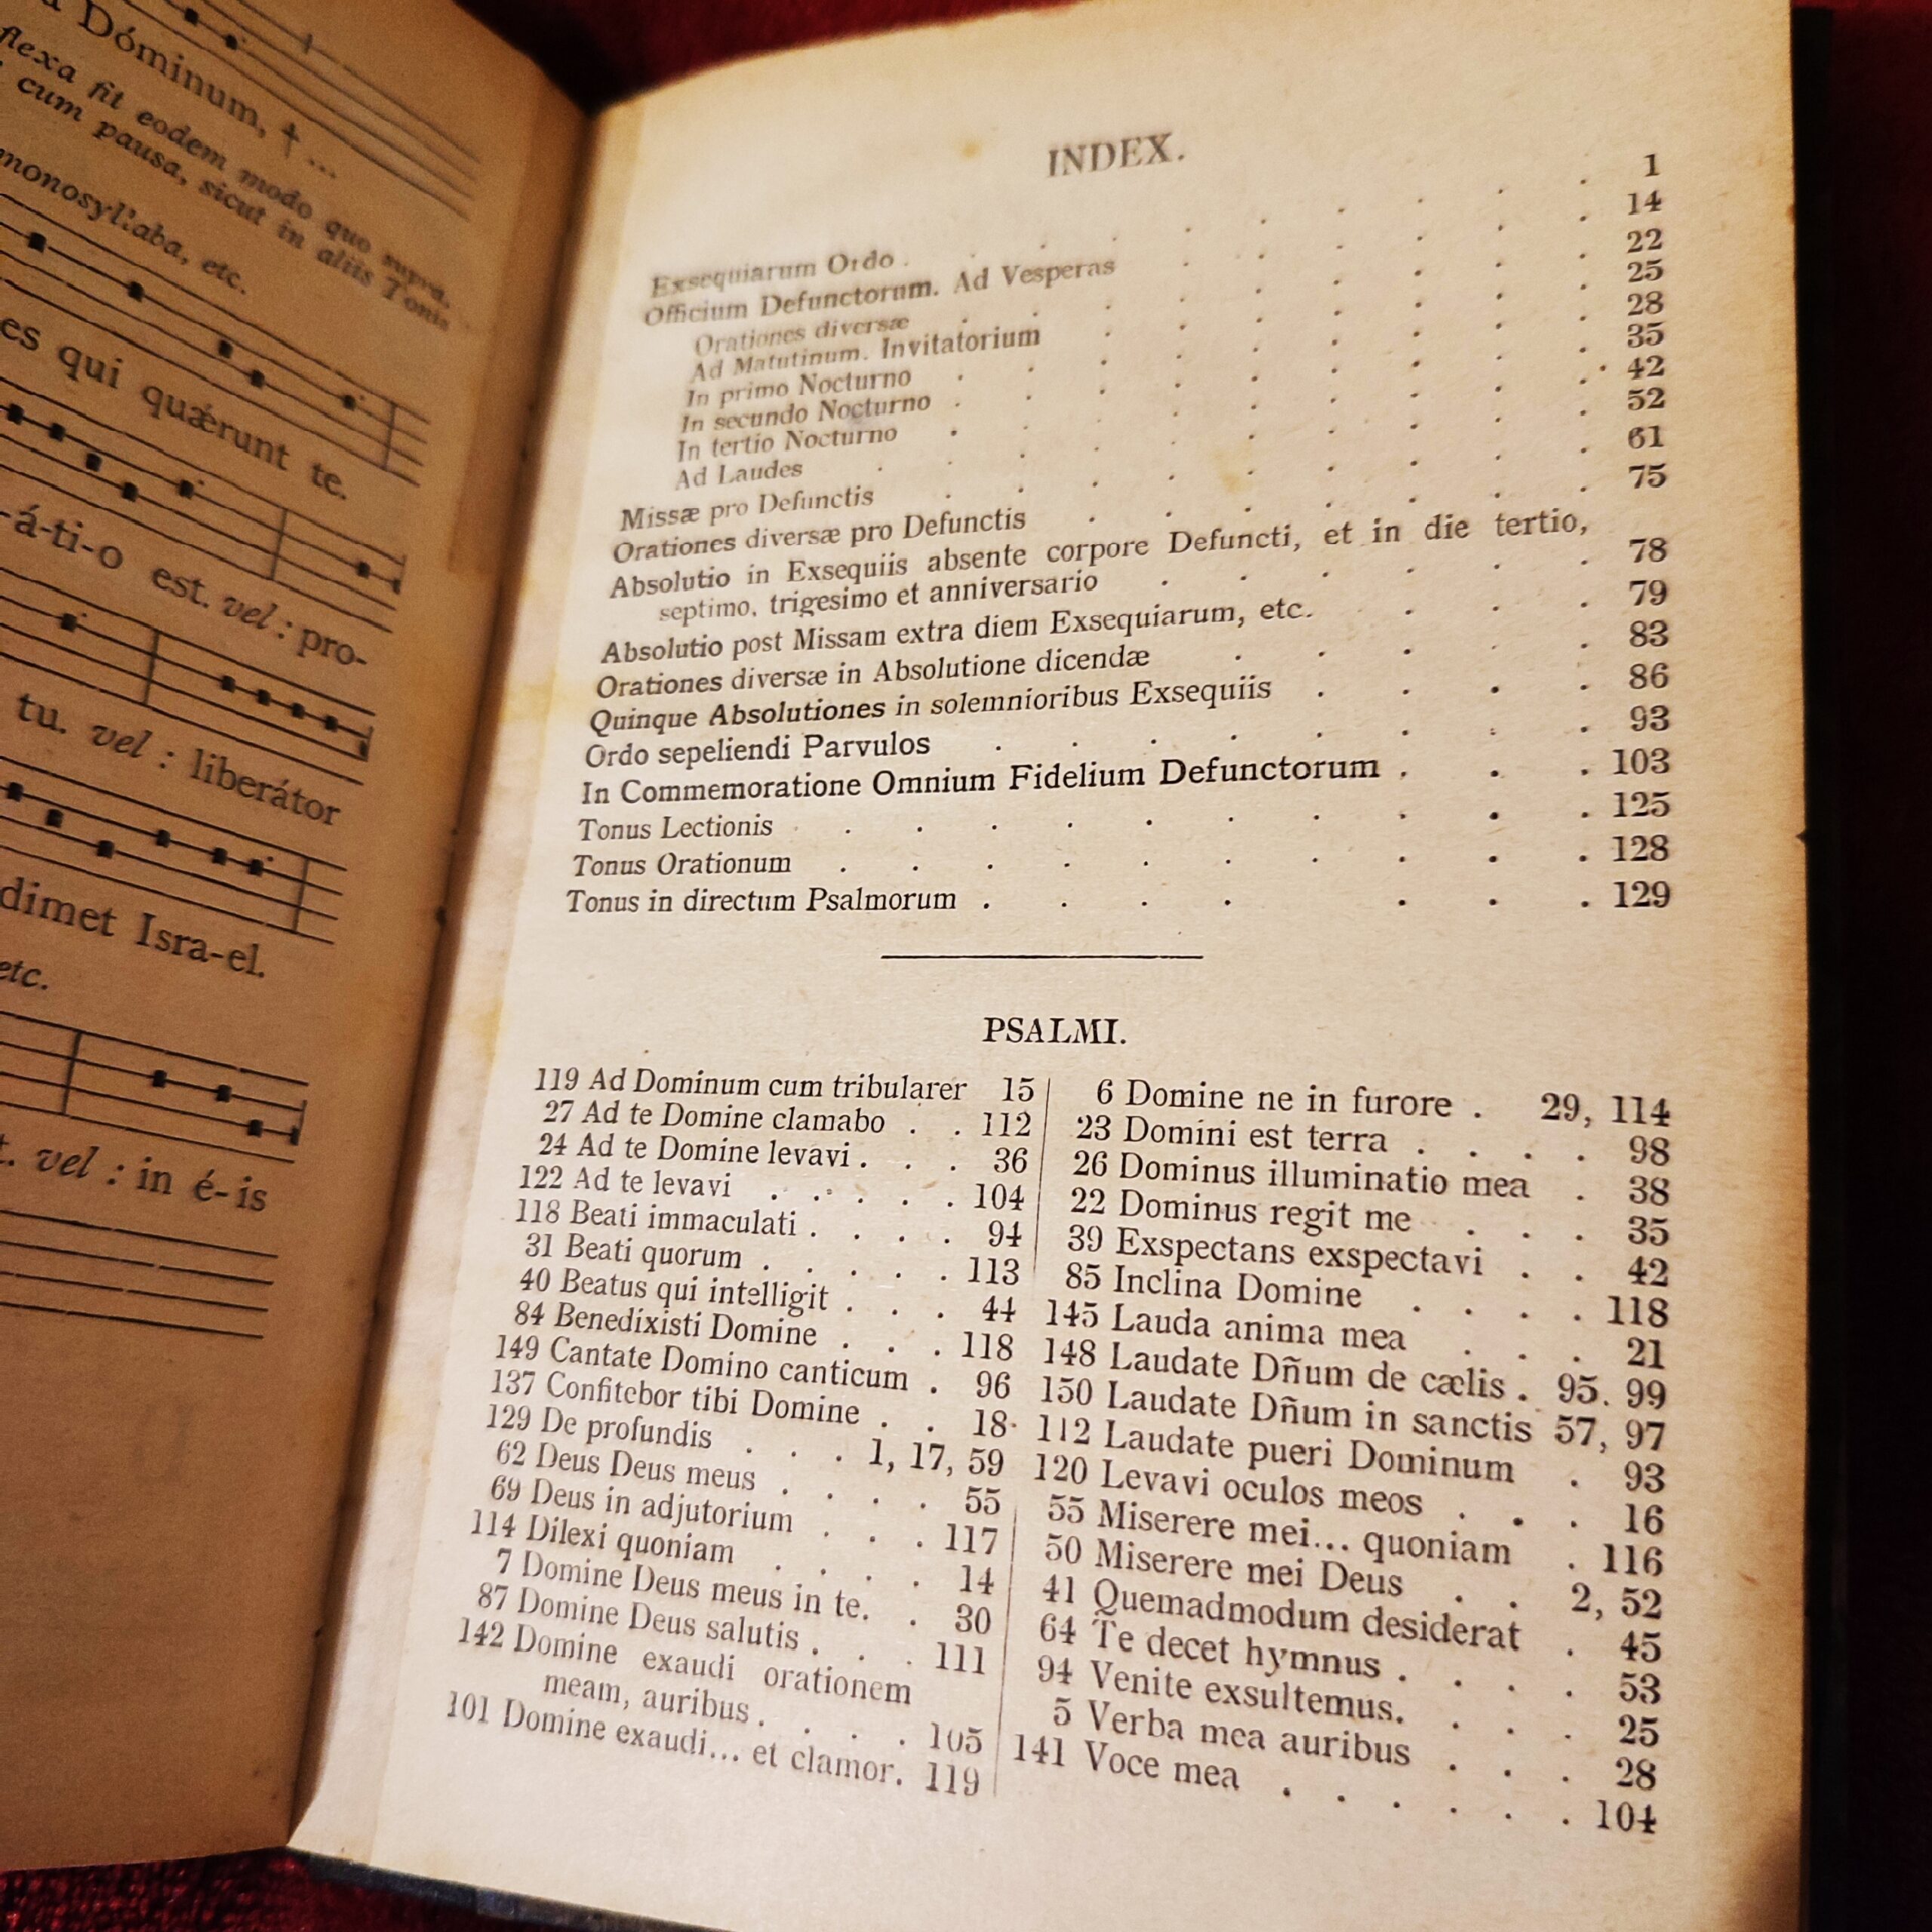 Dóminum, † ...
flexa fit eodem modo quo supra,
cum pausa, sicut in aliis Tonis
monosyllaba, etc.
es qui quǽrunt te.
-á-ti-o est. vel : pro-
tu. vel : liberátor
dimet Isra-el.
etc.
t. vel : in é-is
INDEX.
Exsequiarum Ordo . 1
Officium Defunctorum. Ad Vesperas 14
Orationes diversæ 22
Ad Matutinum. Invitatorium 25
In primo Nocturno 28
In secundo Nocturno 35
In tertio Nocturno 42
Ad Laudes 52
Missæ pro Defunctis 61
Orationes diversæ pro Defunctis 75
Absolutio in Exsequiis absente corpore Defuncti, et in die tertio,
septimo, trigesimo et anniversario 78
Absolutio post Missam extra diem Exsequiarum, etc. 79
Orationes diversæ in Absolutione dicendæ 83
Quinque Absolutiones in solemnioribus Exsequiis 86
Ordo sepeliendi Parvulos 93
In Commemoratione Omnium Fidelium Defunctorum 103
Tonus Lectionis 125
Tonus Orationum 128
Tonus in directum Psalmorum 129
PSALMI.
119 Ad Dominum cum tribularer 15
27 Ad te Domine clamabo . . 112
24 Ad te Domine levavi . . . 36
122 Ad te levavi . . . . . 104
118 Beati immaculati . . . . 94
31 Beati quorum . . . . . 113
40 Beatus qui intelligit . . . 44
84 Benedixisti Domine . . . 118
149 Cantate Domino canticum . 96
137 Confitebor tibi Domine . . 18
129 De profundis . . . 1, 17, 59
62 Deus Deus meus . . . . 55
69 Deus in adjutorium . . . 117
114 Dilexi quoniam . . . . 14
7 Domine Deus meus in te. . 30
87 Domine Deus salutis . . . 111
142 Domine exaudi orationem
meam, auribus . . . . 105
101 Domine exaudi... et clamor. 119
6 Domine ne in furore . 29, 114
23 Domini est terra . . . . 98
26 Dominus illuminatio mea . 38
22 Dominus regit me . . . 35
39 Exspectans exspectavi . . 42
85 Inclina Domine . . . . 118
145 Lauda anima mea . . . 21
148 Laudate Dñum de cælis . 95. 99
150 Laudate Dñum in sanctis 57, 97
112 Laudate pueri Dominum . 93
120 Levavi oculos meos . . . 16
55 Miserere mei... quoniam . 116
50 Miserere mei Deus . . 2, 52
41 Quemadmodum desiderat . 45
64 Te decet hymnus . . . . 53
94 Venite exsultemus. . . . 25
5 Verba mea auribus . . . 28
141 Voce mea . . . . . 104